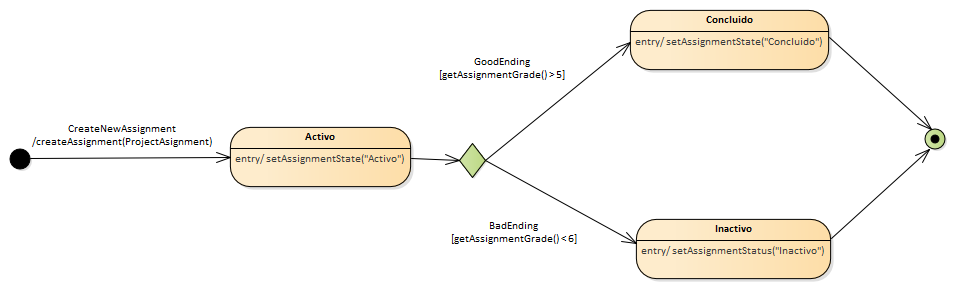 CreateNewAssignment
/createAssignment(ProjectAsignment)
Activo
entry/ setAssignmentState("Activo")
GoodEnding
[getAssignmentGrade()>5]
BadEnding
[getAssignmentGrade()<6]
Concluido
entry/ setAssignmentState("Concluido")
Inactivo
entry/ setAssignmentStatus("Inactivo")